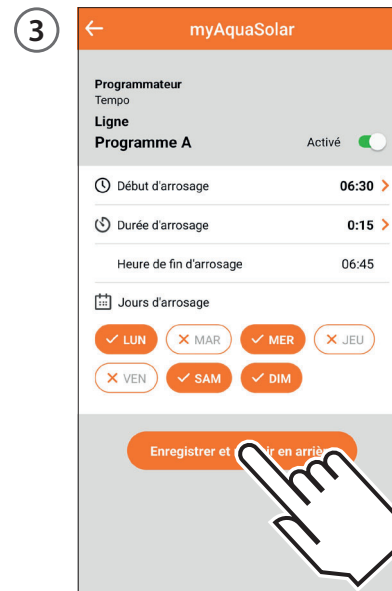 3
myAquaSolar
Programmateur
Tempo
Ligne
Programme A
Activé
Début d'arrosage 06:30
Durée d'arrosage 0:15
Heure de fin d'arrosage 06:45
Jours d'arrosage
LUN MAR MER JEU
VEN SAM DIM
Enregistrer et en